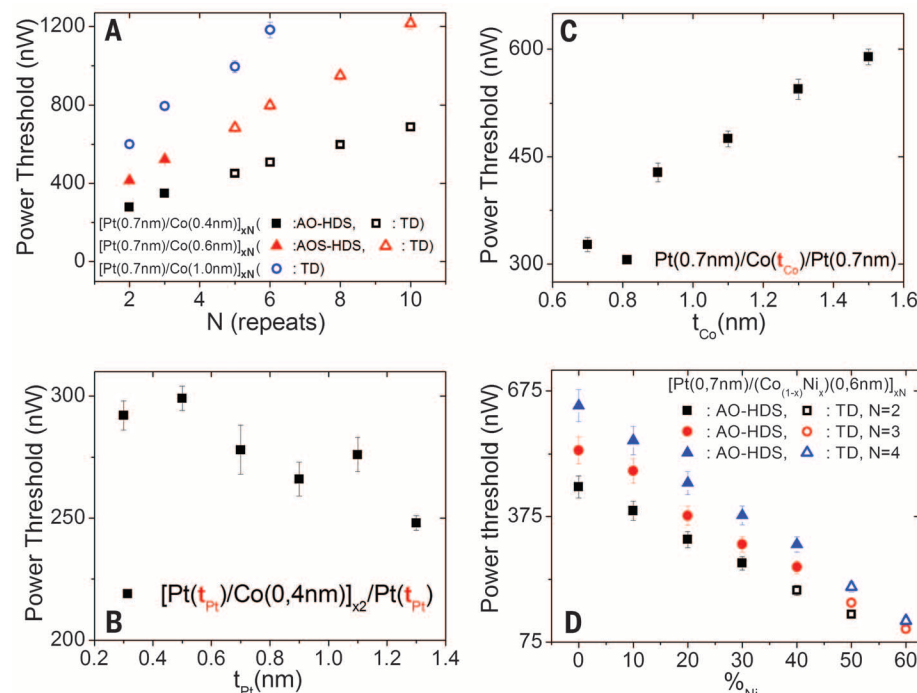 A
Power Threshold (nW)
1200
800
400
0
[Pt(0.7nm)/Co(0.4nm)]xN( ■ :AO-HDS, □ : TD)
[Pt(0.7nm)/Co(0.6nm)]xN( ▲ :AOS-HDS, △ : TD)
[Pt(0.7nm)/Co(1.0nm)]xN( ○ : TD)
2 4 6 8 10
N (repeats)
C
Power Threshold (nW)
600
450
300
Pt(0.7nm)/Co(tCo)/Pt(0.7nm)
0.6 0.8 1.0 1.2 1.4 1.6
tCo(nm)
B
Power Threshold (nW)
300
250
200
[Pt(tPt)/Co(0,4nm)]x2/Pt(tPt)
0.2 0.4 0.6 0.8 1.0 1.2 1.4
tPt(nm)
D
Power threshold (nW)
675
375
75
[Pt(0,7nm)/(Co(1-x)Nix)(0,6nm)]xN
■ : AO-HDS, □ : TD, N=2
● : AO-HDS, ○ : TD, N=3
▲ : AO-HDS, △ : TD, N=4
0 10 20 30 40 50 60
%Ni